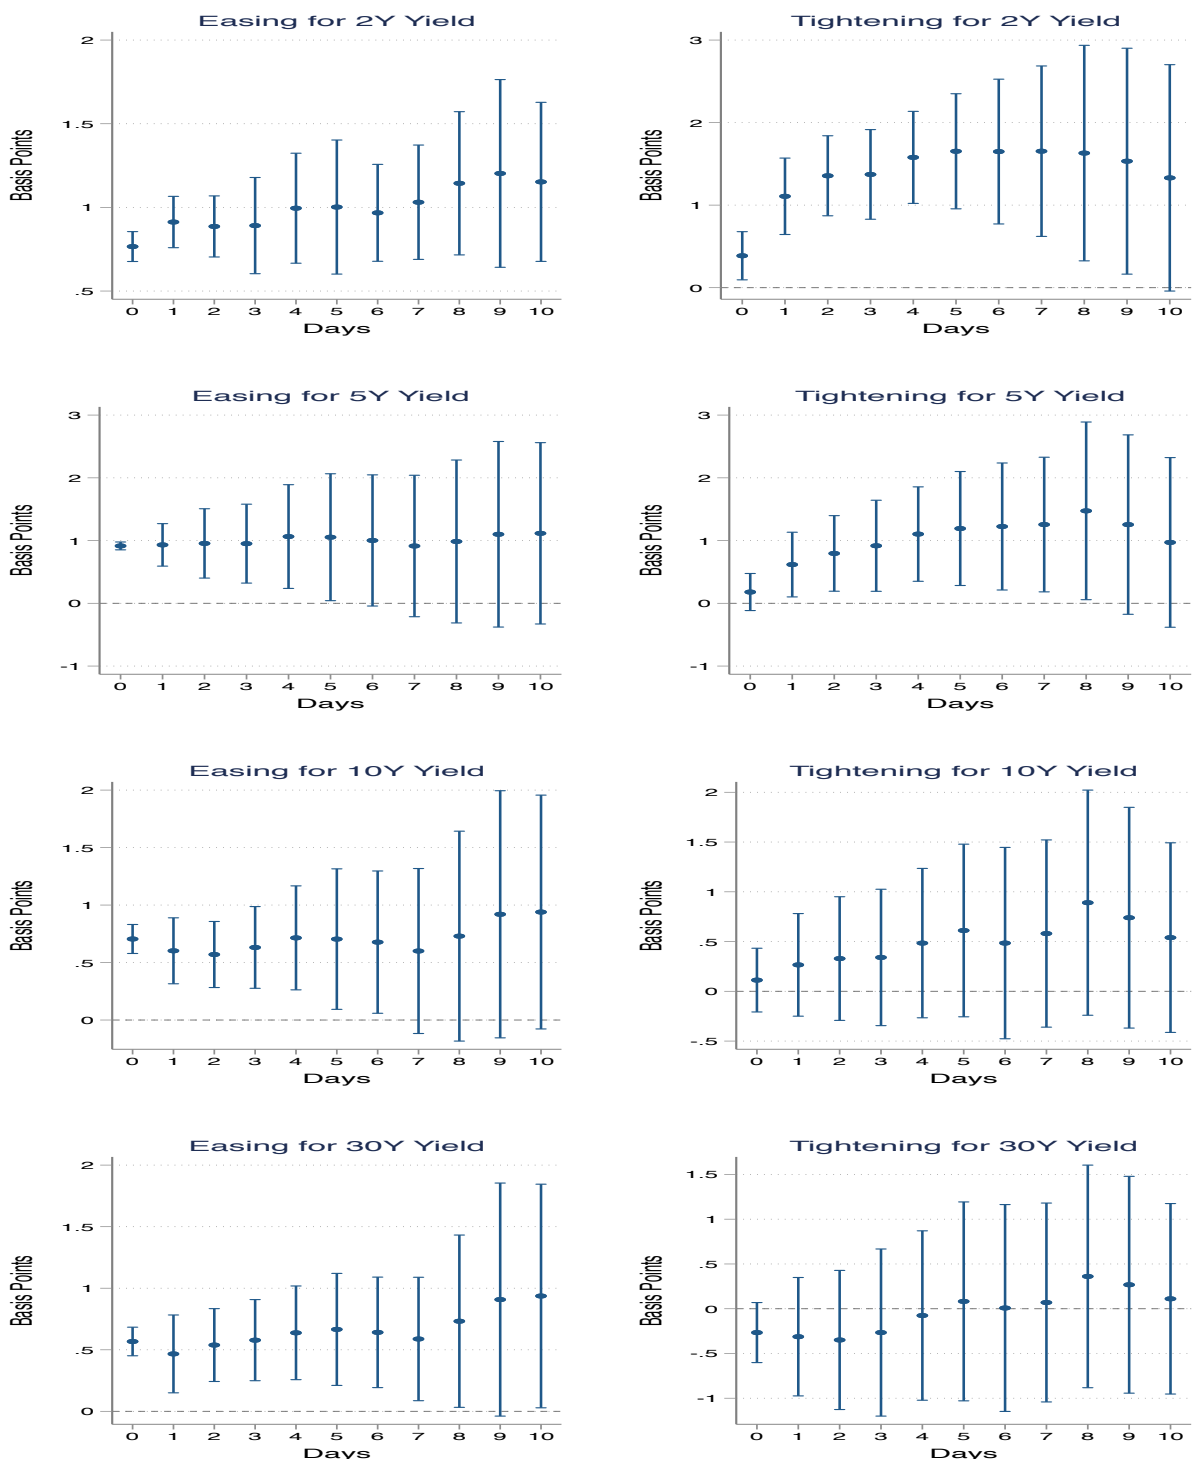 Easing for 2Y Yield
Basis Points
2
1.5
1
.5
0 1 2 3 4 5 6 7 8 9 10
Days
Tightening for 2Y Yield
Basis Points
3
2
1
0
0 1 2 3 4 5 6 7 8 9 10
Days
Easing for 5Y Yield
Basis Points
3
2
1
0
-1
0 1 2 3 4 5 6 7 8 9 10
Days
Tightening for 5Y Yield
Basis Points
3
2
1
0
-1
0 1 2 3 4 5 6 7 8 9 10
Days
Easing for 10Y Yield
Basis Points
2
1.5
1
.5
0
0 1 2 3 4 5 6 7 8 9 10
Days
Tightening for 10Y Yield
Basis Points
2
1.5
1
.5
0
-.5
0 1 2 3 4 5 6 7 8 9 10
Days
Easing for 30Y Yield
Basis Points
2
1.5
1
.5
0
0 1 2 3 4 5 6 7 8 9 10
Days
Tightening for 30Y Yield
Basis Points
1.5
1
.5
0
-.5
-1
0 1 2 3 4 5 6 7 8 9 10
Days